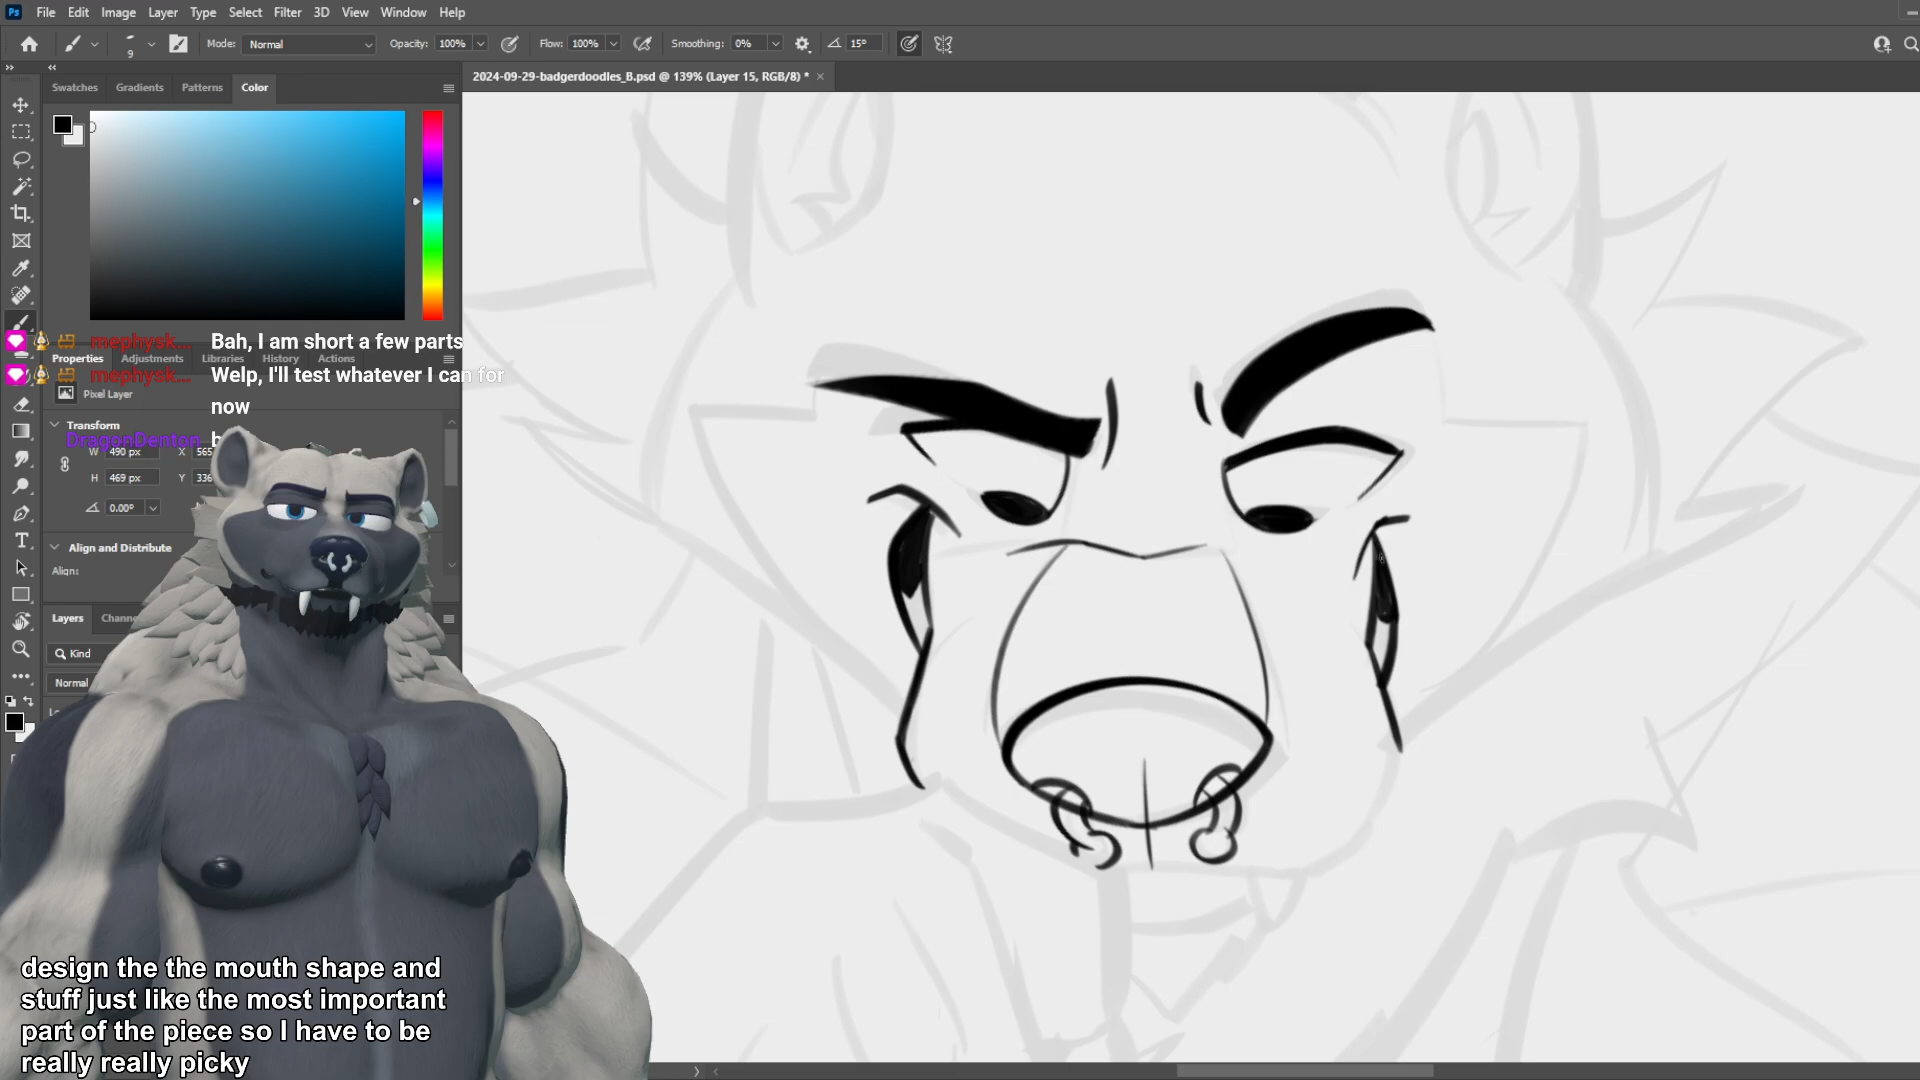 Ps File Edit Image Layer Type Select Filter 3D View Window Help
9 Mode: Normal Opacity: 100% Flow: 100% Smoothing: 0% 15°
Swatches Gradients Patterns Color
2024-09-29-badgerdoodles_B.psd @ 139% (Layer 15, RGB/8) *
mephysk... Bah, I am short a few parts
Properties Adjustments Libraries History Actions
mephysk... Welp, I'll test whatever I can for
now
Pixel Layer
Transform
DragonDenton
W 490 px X 565
H 469 px Y 336
0.00°
Align and Distribute
Align:
Layers
Kind
Normal
design the the mouth shape and
stuff just like the most important
part of the piece so I have to be
really really picky